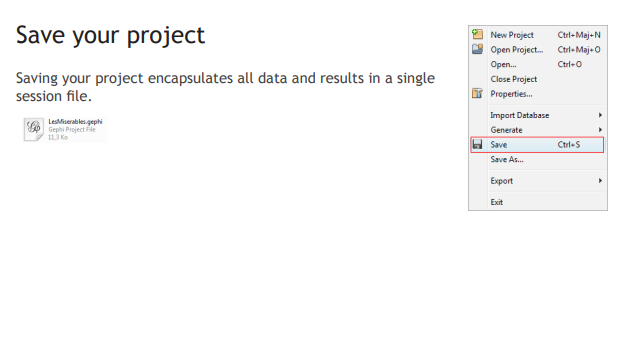 Save your project
Saving your project encapsulates all data and results in a single
session file.
LesMiserables.gephi
Gephi Project File
11,3 Ko
New Project Ctrl+Maj+N
Open Project... Ctrl+Maj+O
Open... Ctrl+O
Close Project
Properties...
Import Database
Generate
Save Ctrl+S
Save As...
Export
Exit